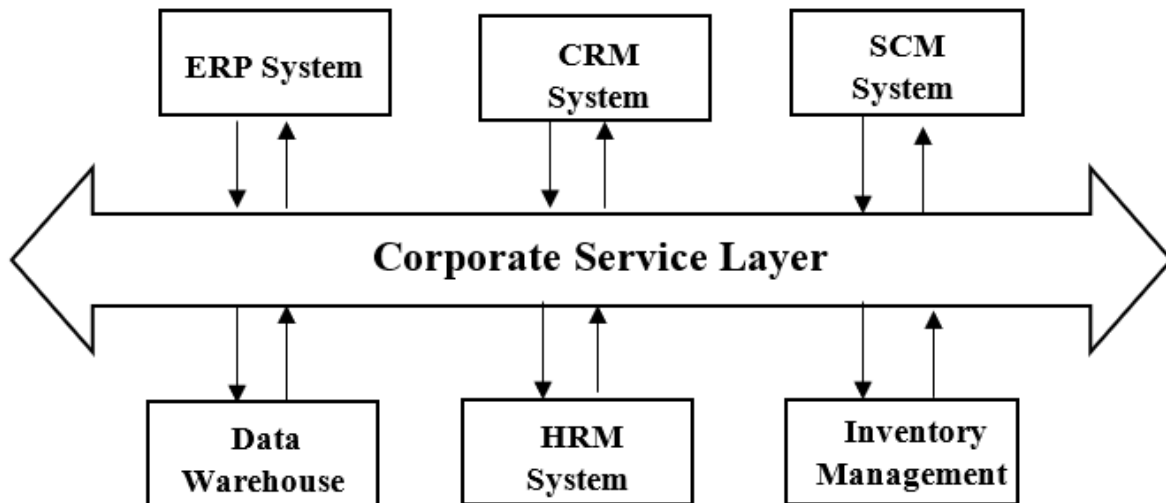 ERP System
CRM
System
SCM
System
Corporate Service Layer
Data
Warehouse
HRM
System
Inventory
Management